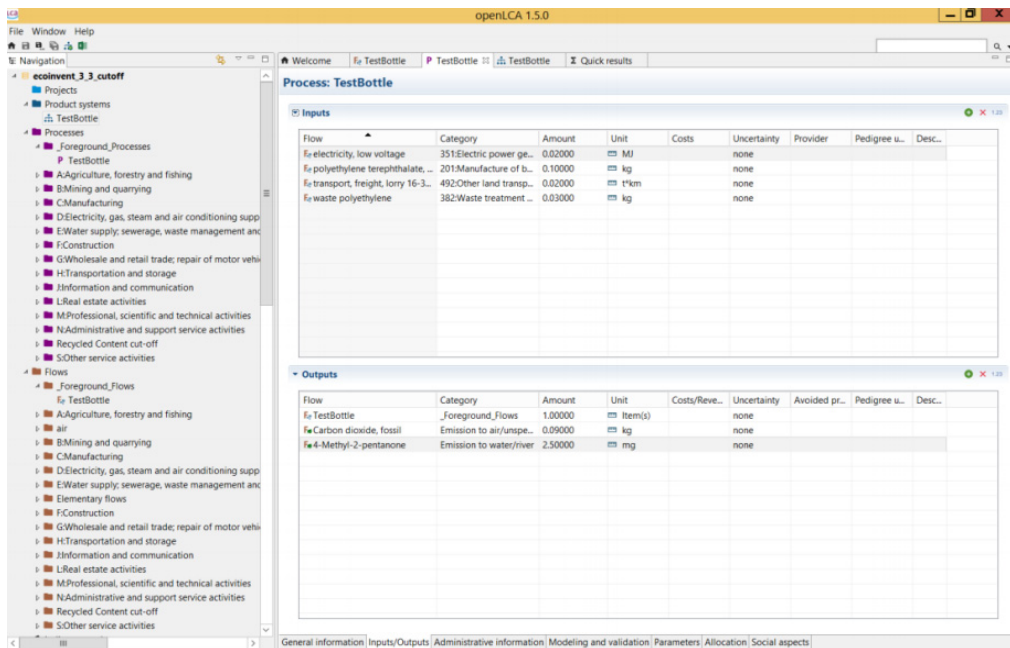 openLCA 1.5.0
File Window Help
Navigation
ecoinvent_3_3_cutoff
Projects
Product systems
TestBottle
Processes
_Foreground_Processes
P TestBottle
A:Agriculture, forestry and fishing
B:Mining and quarrying
C:Manufacturing
D:Electricity, gas, steam and air conditioning supp
E:Water supply; sewerage, waste management and
F:Construction
G:Wholesale and retail trade; repair of motor vehi
H:Transportation and storage
J:Information and communication
L:Real estate activities
M:Professional, scientific and technical activities
N:Administrative and support service activities
Recycled Content cut-off
S:Other service activities
Flows
_Foreground_Flows
Fe TestBottle
A:Agriculture, forestry and fishing
air
B:Mining and quarrying
C:Manufacturing
D:Electricity, gas, steam and air conditioning supp
E:Water supply; sewerage, waste management and
Elementary flows
F:Construction
G:Wholesale and retail trade; repair of motor vehi
H:Transportation and storage
J:Information and communication
L:Real estate activities
M:Professional, scientific and technical activities
N:Administrative and support service activities
Recycled Content cut-off
S:Other service activities
Welcome Fe TestBottle P TestBottle TestBottle Σ Quick results
Process: TestBottle
Inputs
Flow Category Amount Unit Costs Uncertainty Provider Pedigree u... Desc...
Fe electricity, low voltage 351:Electric power ge... 0.02000 MJ none
Fe polyethylene terephthalate, ... 201:Manufacture of b... 0.10000 kg none
Fe transport, freight, lorry 16-3... 492:Other land transp... 0.02000 t*km none
Fe waste polyethylene 382:Waste treatment ... 0.03000 kg none
Outputs
Flow Category Amount Unit Costs/Reve... Uncertainty Avoided pr... Pedigree u... Desc...
Fe TestBottle _Foreground_Flows 1.00000 Item(s) none
Fe Carbon dioxide, fossil Emission to air/unspe... 0.09000 kg none
Fe 4-Methyl-2-pentanone Emission to water/river 2.50000 mg none
General information Inputs/Outputs Administrative information Modeling and validation Parameters Allocation Social aspects